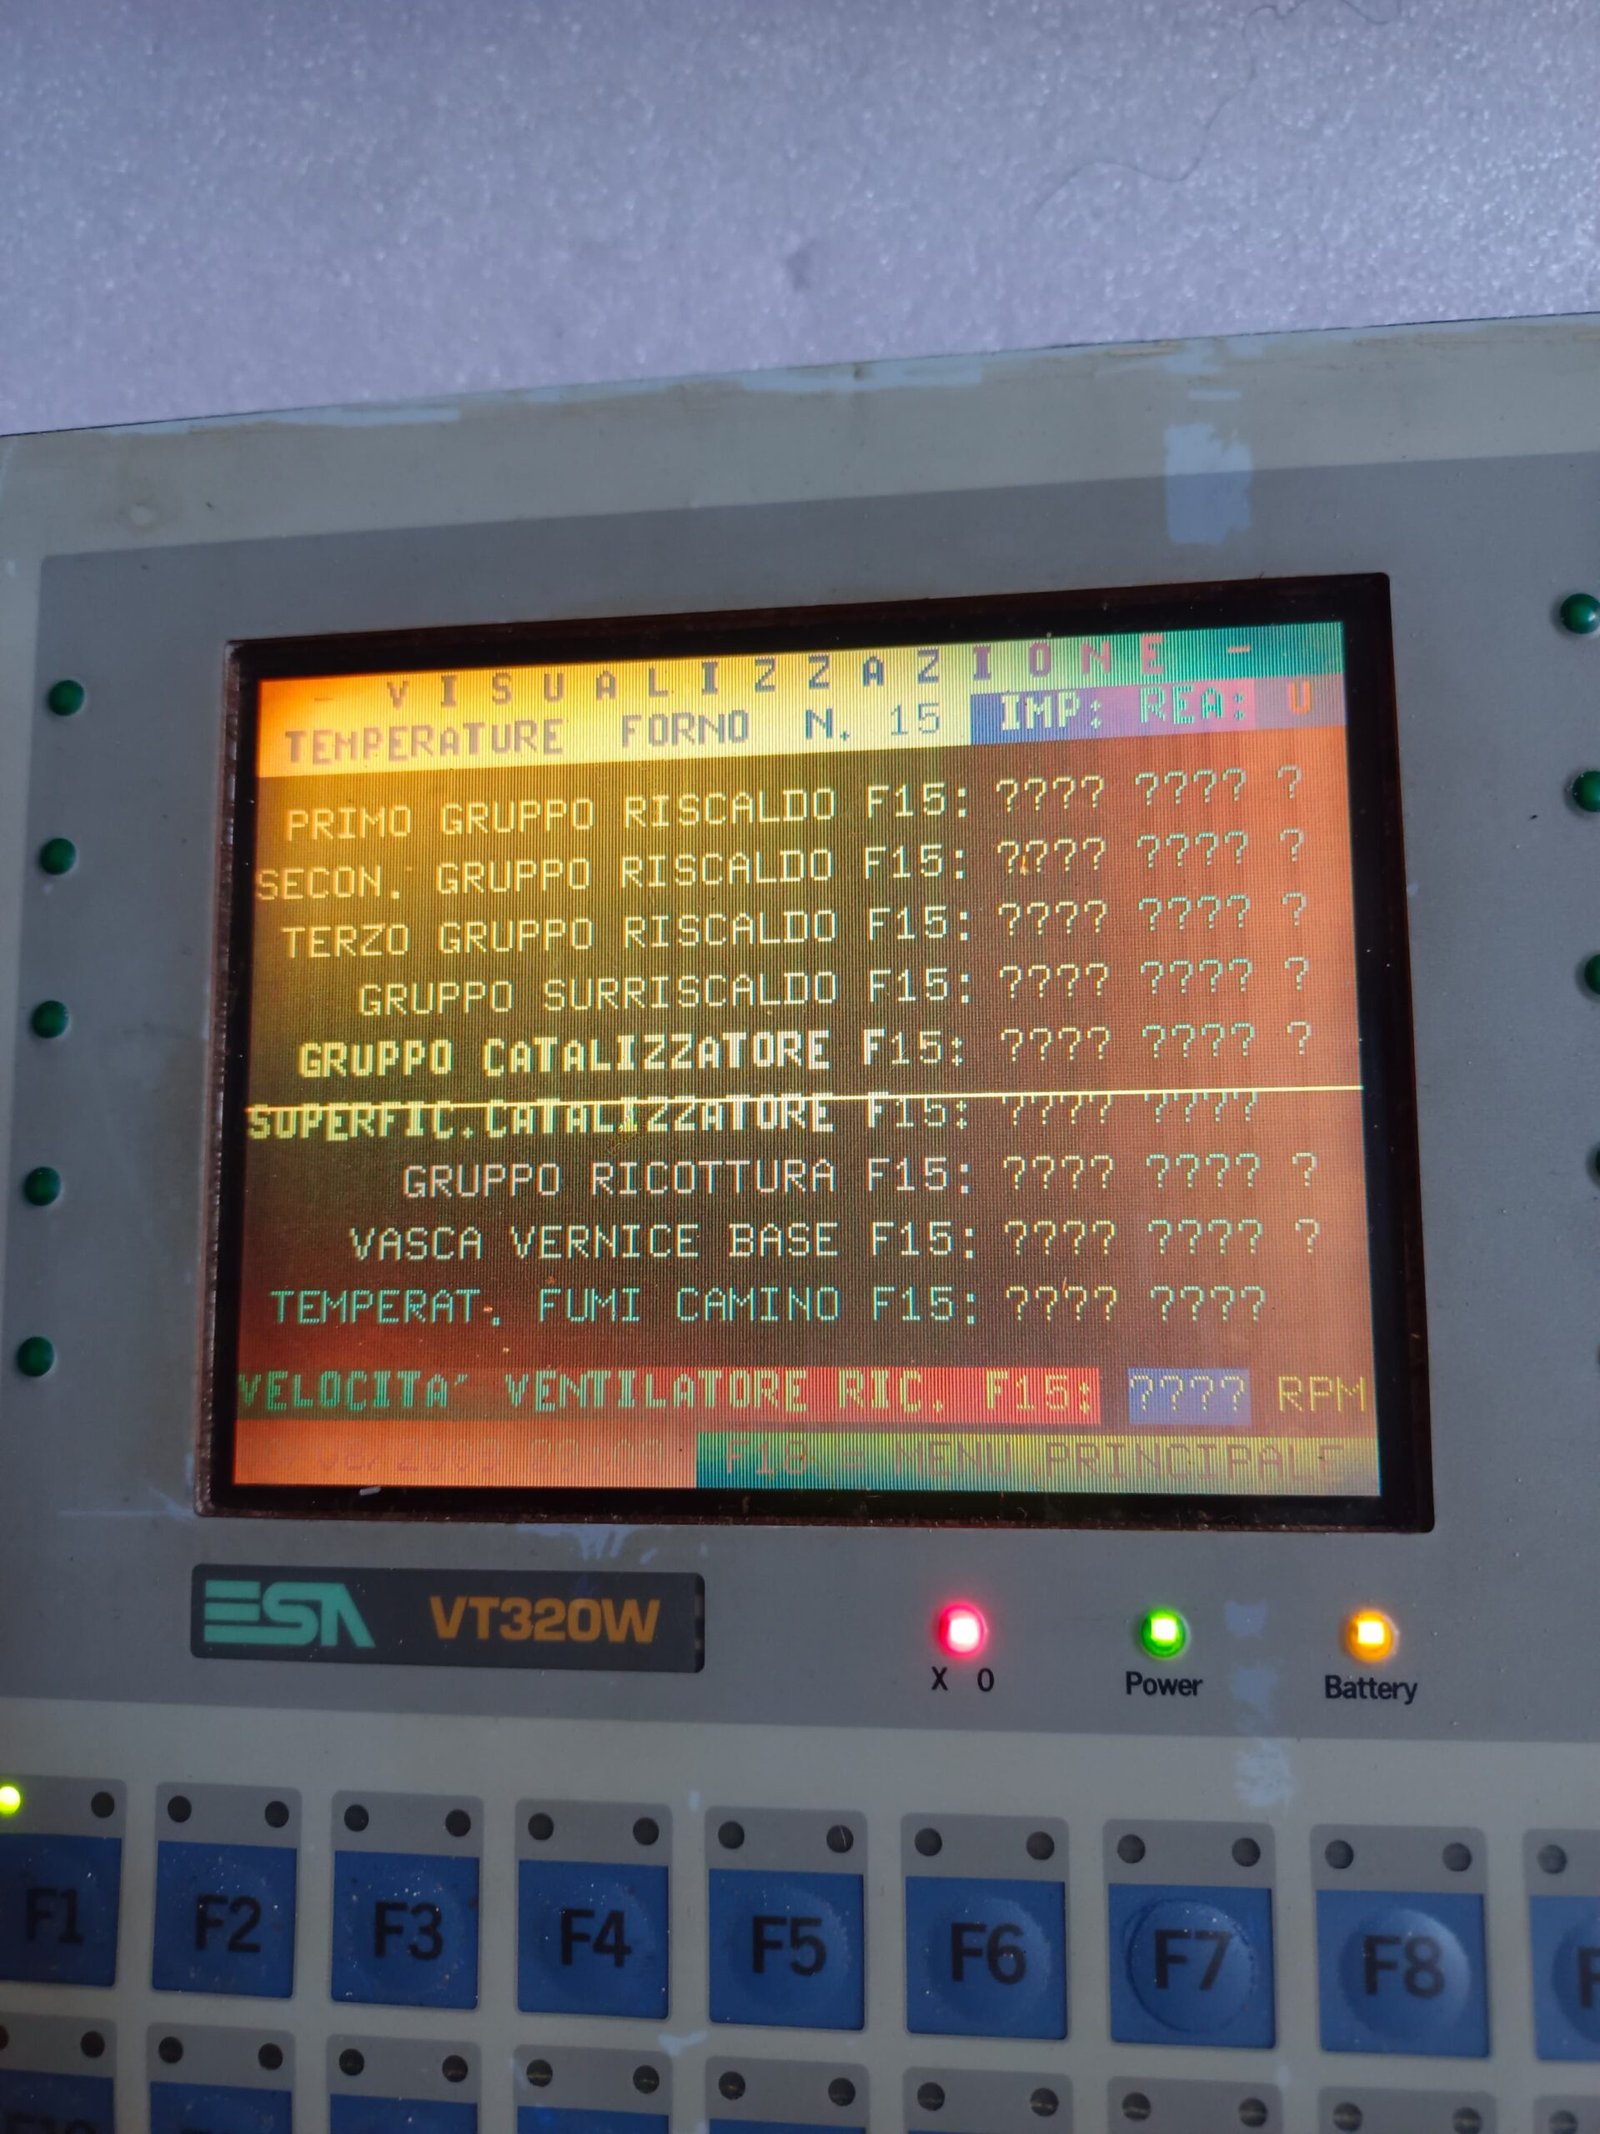 - VISUALIZZAZIONE -
TEMPERATURE FORNO N. 15 IMP: REA: U
PRIMO GRUPPO RISCALDO F15: ???? ???? ?
SECON. GRUPPO RISCALDO F15: ???? ???? ?
TERZO GRUPPO RISCALDO F15: ???? ???? ?
GRUPPO SURRISCALDO F15: ???? ???? ?
GRUPPO CATALIZZATORE F15: ???? ???? ?
SUPERFIC.CATALIZZATORE F15: ???? ????
GRUPPO RICOTTURA F15: ???? ???? ?
VASCA VERNICE BASE F15: ???? ???? ?
TEMPERAT. FUMI CAMINO F15: ???? ????
VELOCITA' VENTILATORE RIC. F15: ???? RPM
F18 = MENU PRINCIPALE
ESA VT320W
X O Power Battery
F1 F2 F3 F4 F5 F6 F7 F8